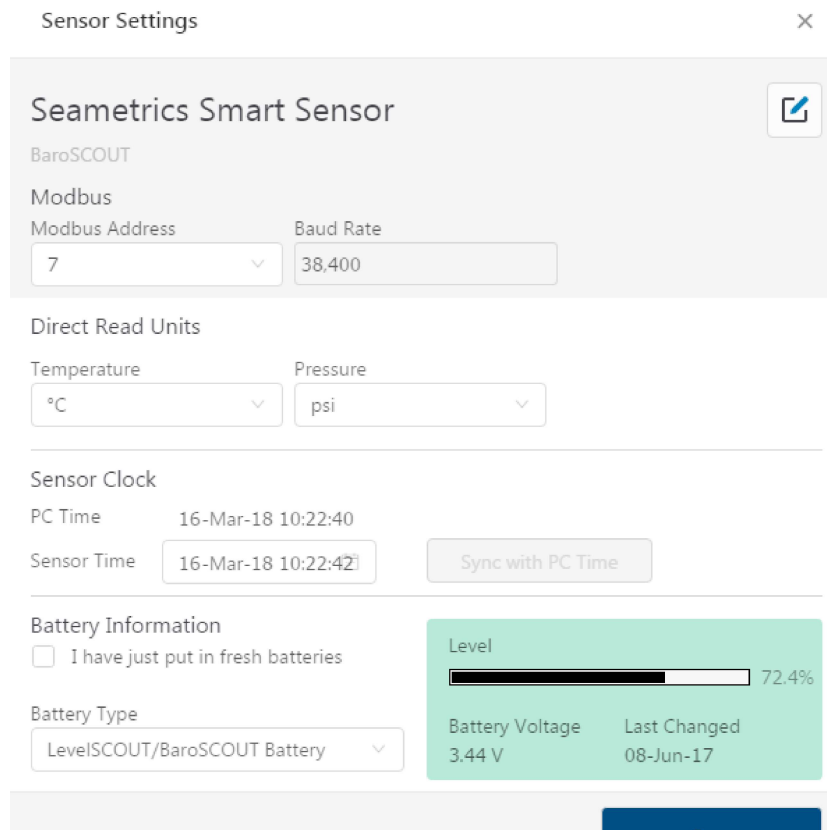 Sensor Settings
Seametrics Smart Sensor
BaroSCOUT
Modbus
Modbus Address Baud Rate
7 38,400
Direct Read Units
Temperature Pressure
°C psi
Sensor Clock
PC Time 16-Mar-18 10:22:40
Sensor Time 16-Mar-18 10:22:42 Sync with PC Time
Battery Information
I have just put in fresh batteries
Level
72.4%
Battery Type
LevelSCOUT/BaroSCOUT Battery
Battery Voltage Last Changed
3.44 V 08-Jun-17